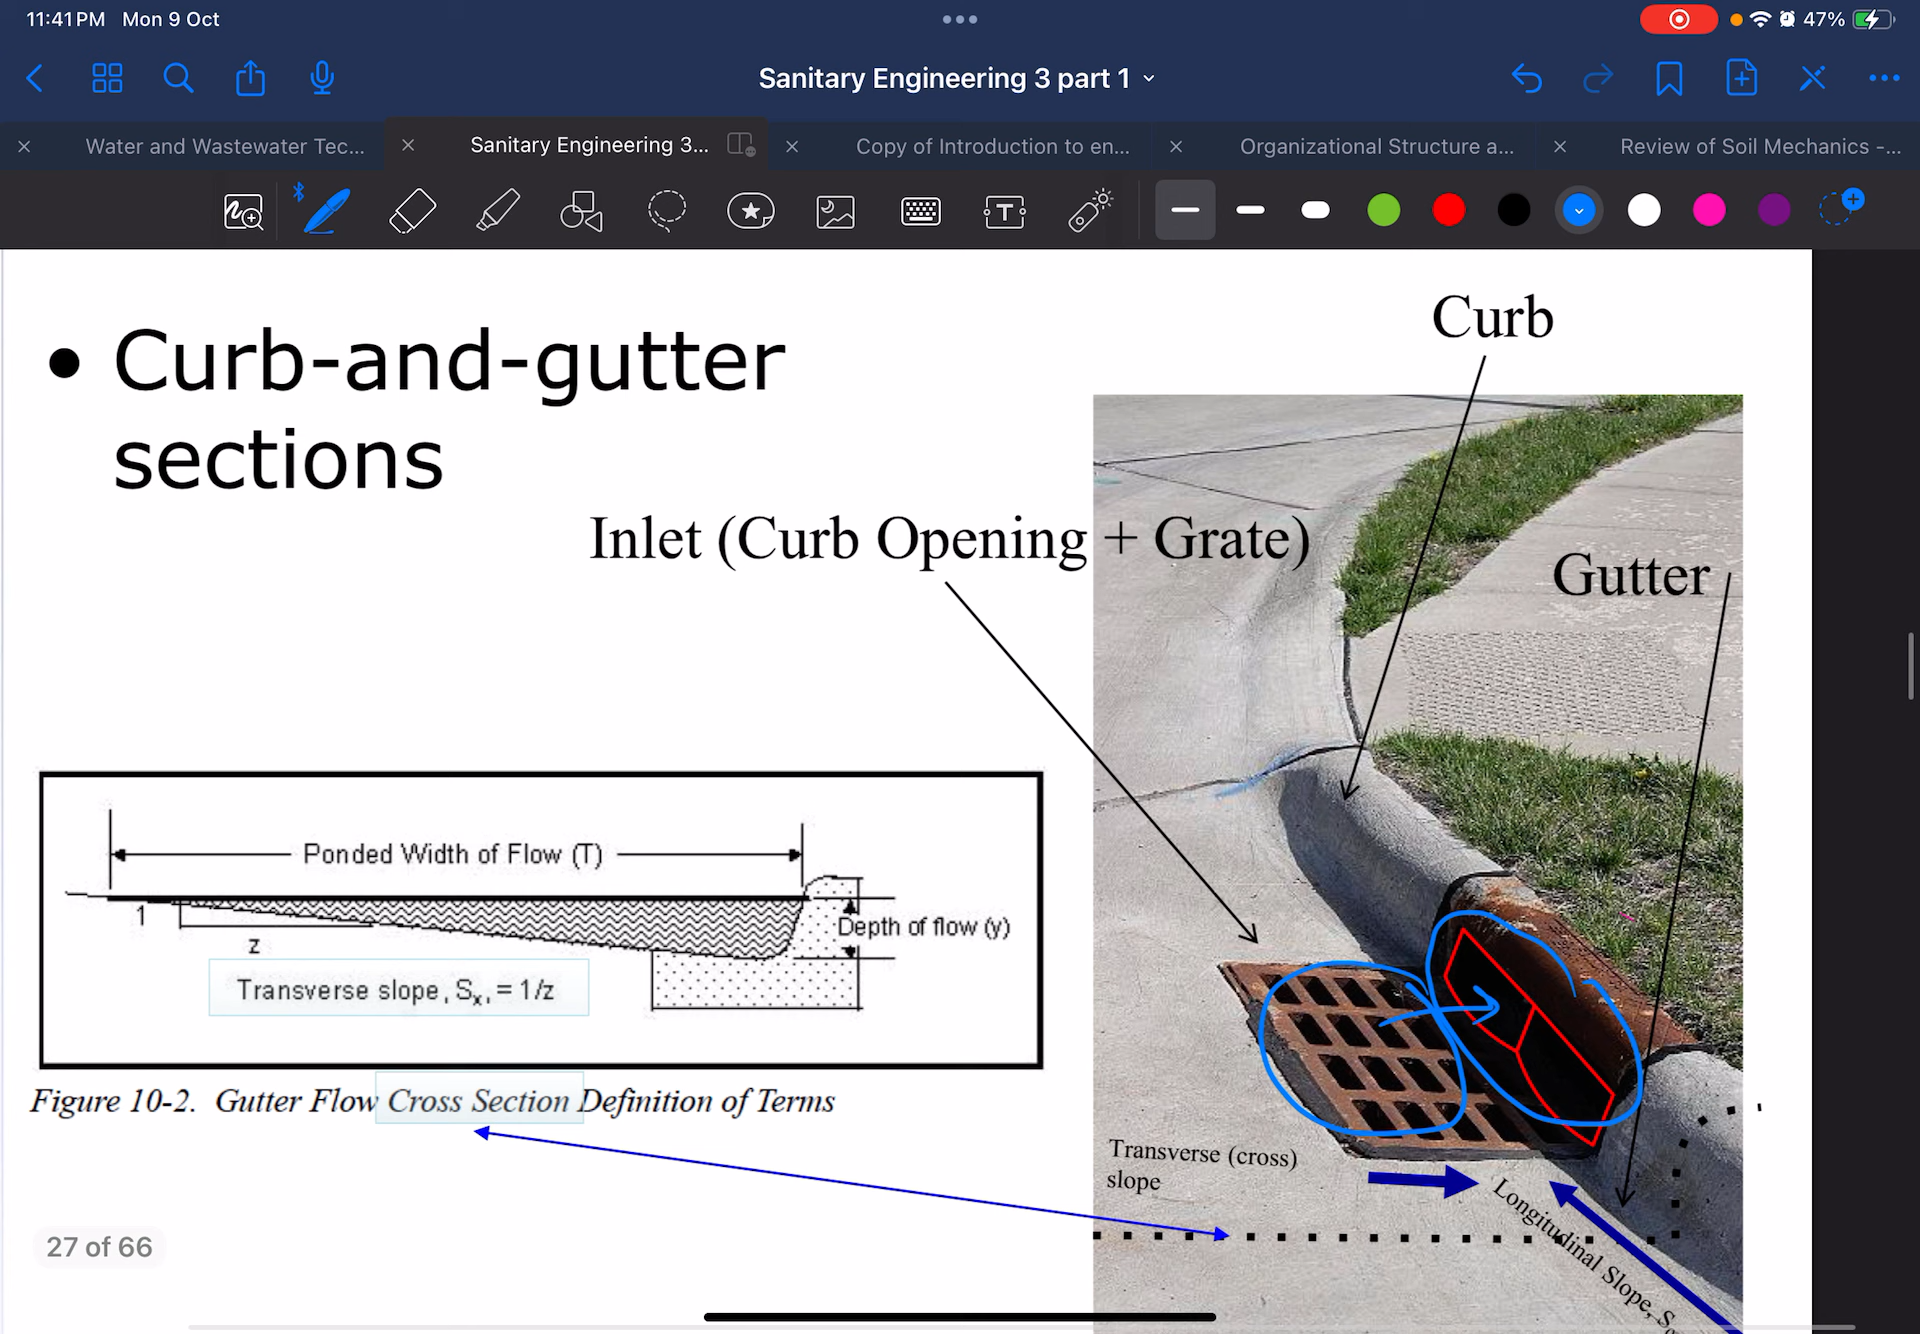 11:41 PM Mon 9 Oct
47%
Sanitary Engineering 3 part 1
Water and Wastewater Tec...
Sanitary Engineering 3...
Copy of Introduction to en...
Organizational Structure a...
Review of Soil Mechanics -...
T
• Curb-and-gutter
sections
Curb
Inlet (Curb Opening + Grate)
Gutter
Ponded Width of Flow (T)
1
z
Depth of flow (y)
Transverse slope, Sx, = 1/z
Figure 10-2. Gutter Flow Cross Section Definition of Terms
Transverse (cross)
slope
Longitudinal Slope, S
27 of 66